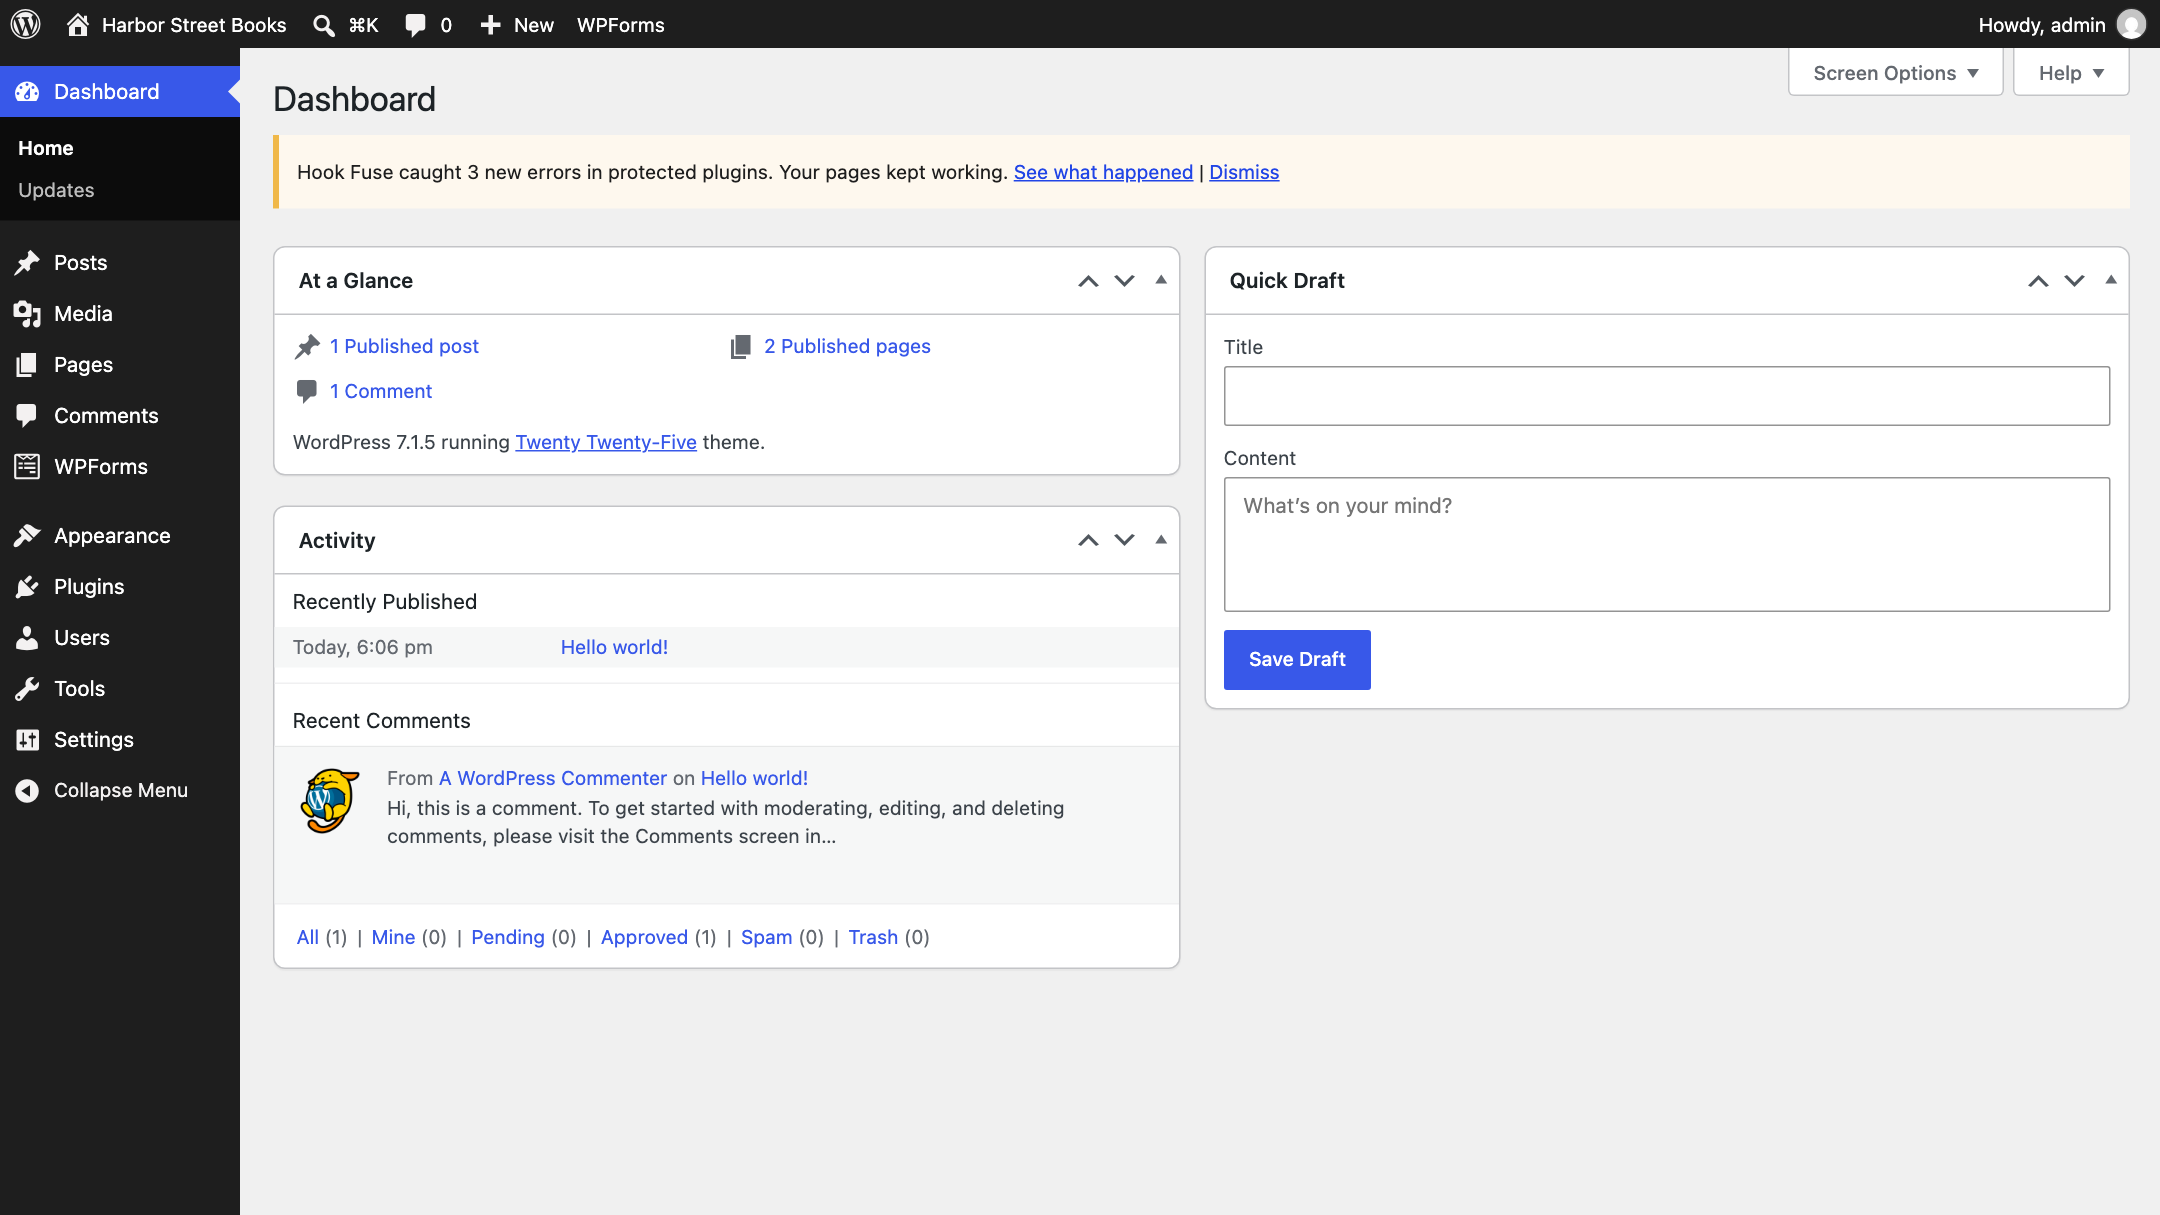 Harbor Street Books
⌘K
0
New
WPForms
Howdy, admin
Dashboard
Home
Updates
Posts
Media
Pages
Comments
WPForms
Appearance
Plugins
Users
Tools
Settings
Collapse Menu
Screen Options ▼
Help ▼
Dashboard
Hook Fuse caught 3 new errors in protected plugins. Your pages kept working. See what happened | Dismiss
At a Glance
1 Published post
2 Published pages
1 Comment
WordPress 7.1.5 running Twenty Twenty-Five theme.
Activity
Recently Published
Today, 6:06 pm
Hello world!
Recent Comments
From A WordPress Commenter on Hello world!
Hi, this is a comment. To get started with moderating, editing, and deleting
comments, please visit the Comments screen in…
All (1) | Mine (0) | Pending (0) | Approved (1) | Spam (0) | Trash (0)
Quick Draft
Title
Content
What’s on your mind?
Save Draft